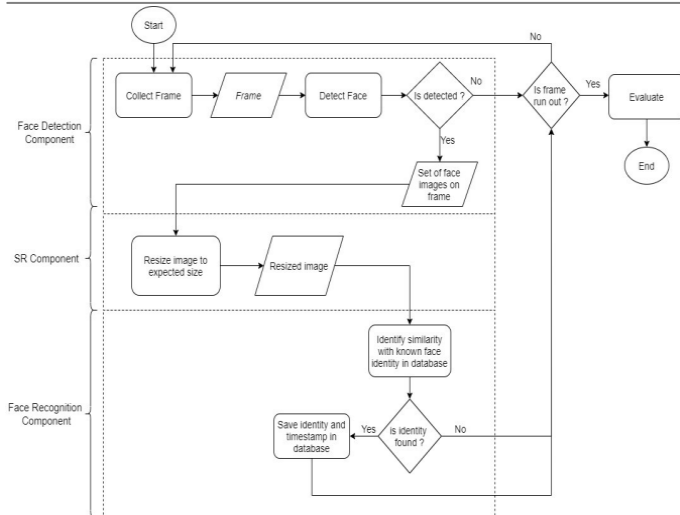 Start
No
Face Detection
Component
Collect Frame
Frame
Detect Face
Is detected ?
No
Is frame
run out ?
Yes
Evaluate
Yes
End
Set of face
images on
frame
SR Component
Resize image to
expected size
Resized image
Face Recognition
Component
Identify similarity
with known face
identity in database
Save identity and
timestamp in
database
Yes
Is identity
found ?
No